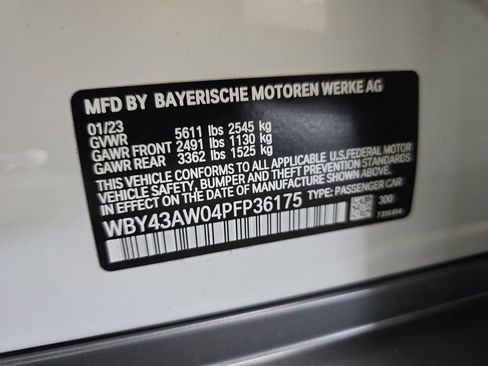 MFD BY BAYERISCHE MOTOREN WERKE AG
01/23
GVWR 5611 lbs 2545 kg
GAWR FRONT 2491 lbs 1130 kg
GAWR REAR 3362 lbs 1525 kg
THIS VEHICLE CONFORMS TO ALL APPLICABLE U.S.FEDERAL MOTOR
VEHICLE SAFETY, BUMPER, AND THEFT PREVENTION STANDARDS
IN EFFECT ON THE DATE OF MANUFACTURE SHOWN ABOVE.
WBY43AW04PFP36175 TYPE: PASSENGER CAR
300